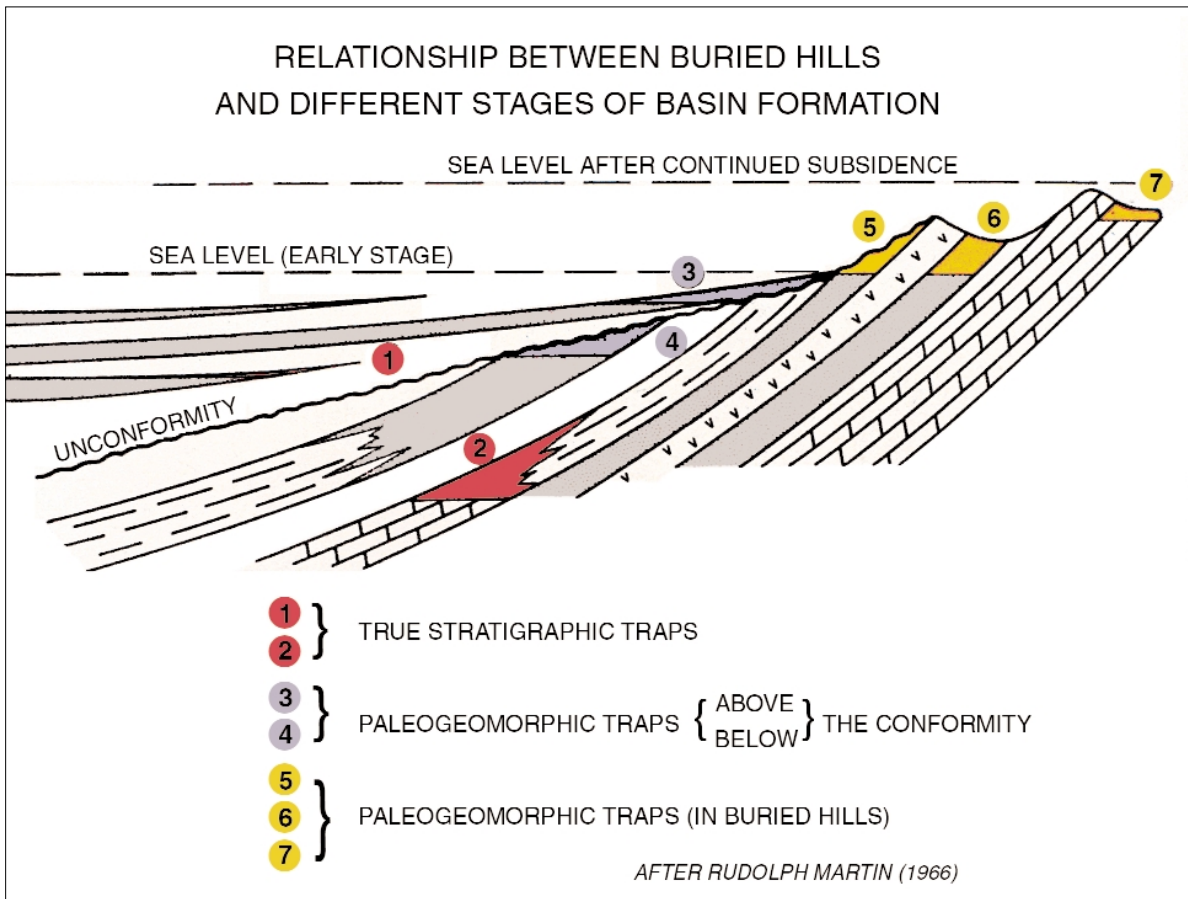 RELATIONSHIP BETWEEN BURIED HILLS
AND DIFFERENT STAGES OF BASIN FORMATION
SEA LEVEL AFTER CONTINUED SUBSIDENCE
7
5
6
SEA LEVEL (EARLY STAGE)
3
4
1
UNCONFORMITY
2
1
2
} TRUE STRATIGRAPHIC TRAPS
3
4
} PALEOGEOMORPHIC TRAPS { ABOVE
BELOW } THE CONFORMITY
5
6
7
} PALEOGEOMORPHIC TRAPS (IN BURIED HILLS)
AFTER RUDOLPH MARTIN (1966)